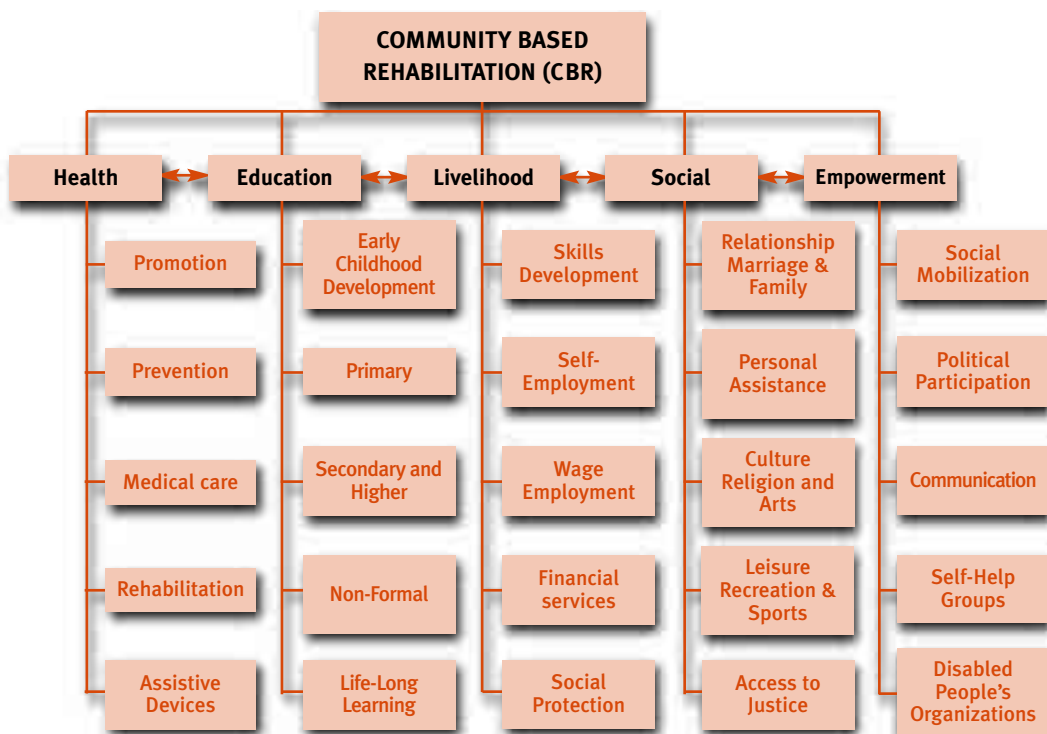 COMMUNITY BASED
REHABILITATION (CBR)
Health
Education
Livelihood
Social
Empowerment
Promotion
Prevention
Medical care
Rehabilitation
Assistive
Devices
Early
Childhood
Development
Primary
Secondary and
Higher
Non-Formal
Life-Long
Learning
Skills
Development
Self-
Employment
Wage
Employment
Financial
services
Social
Protection
Relationship
Marriage &
Family
Personal
Assistance
Culture
Religion and
Arts
Leisure
Recreation &
Sports
Access to
Justice
Social
Mobilization
Political
Participation
Communication
Self-Help
Groups
Disabled
People’s
Organizations